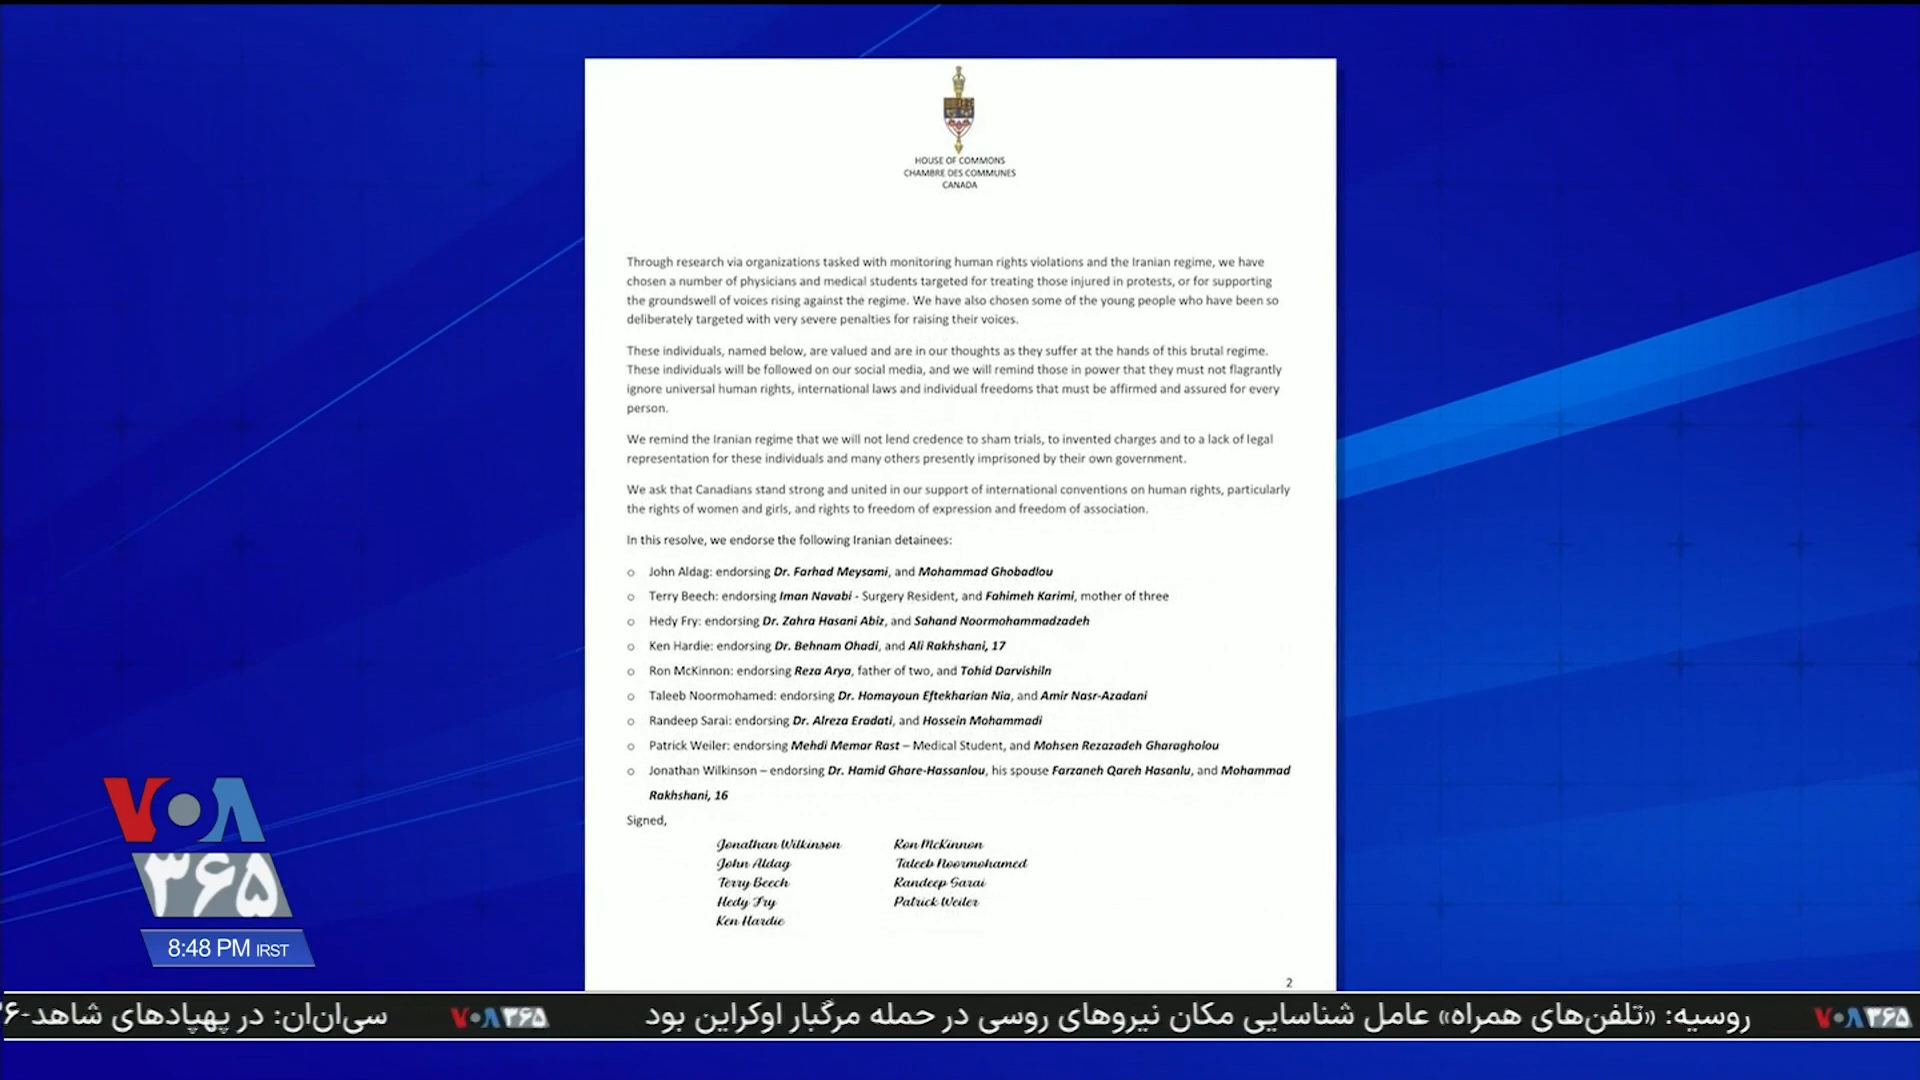 HOUSE OF COMMONS
CHAMBRE DES COMMUNES
CANADA
Through research via organizations tasked with monitoring human rights violations and the Iranian regime, we have
chosen a number of physicians and medical students targeted for treating those injured in protests, or for supporting
the groundswell of voices rising against the regime. We have also chosen some of the young people who have been so
deliberately targeted with very severe penalties for raising their voices.
These individuals, named below, are valued and are in our thoughts as they suffer at the hands of this brutal regime.
These individuals will be followed on our social media, and we will remind those in power that they must not flagrantly
ignore universal human rights, international laws and individual freedoms that must be affirmed and assured for every
person.
We remind the Iranian regime that we will not lend credence to sham trials, to invented charges and to a lack of legal
representation for these individuals and many others presently imprisoned by their own government.
We ask that Canadians stand strong and united in our support of international conventions on human rights, particularly
the rights of women and girls, and rights to freedom of expression and freedom of association.
In this resolve, we endorse the following Iranian detainees:
o John Aldag: endorsing Dr. Farhad Meysami, and Mohammad Ghobadlou
o Terry Beech: endorsing Iman Navabi - Surgery Resident, and Fahimeh Karimi, mother of three
o Hedy Fry: endorsing Dr. Zahra Hasani Abiz, and Sahand Noormohammadzadeh
o Ken Hardie: endorsing Dr. Behnam Ohadi, and Ali Rakhshani, 17
o Ron McKinnon: endorsing Reza Arya, father of two, and Tohid Darvishiln
o Taleeb Noormohamed: endorsing Dr. Homayoun Eftekharian Nia, and Amir Nasr-Azadani
o Randeep Sarai: endorsing Dr. Alreza Eradati, and Hossein Mohammadi
o Patrick Weiler: endorsing Mehdi Memar Rast – Medical Student, and Mohsen Rezazadeh Gharagholou
o Jonathan Wilkinson – endorsing Dr. Hamid Ghare-Hassanlou, his spouse Farzaneh Qareh Hasanlu, and Mohammad
Rakhshani, 16
Signed,
Jonathan Wilkinson Ron McKinnon
John Aldag Taleeb Noormohamed
Terry Beech Randeep Sarai
Hedy Fry Patrick Weiler
Ken Hardie
2
VOA
۳۶۵
8:48 PM IRST
VOA۳۶۵ روسیه: «تلفن‌های همراه» عامل شناسایی مکان نیروهای روسی در حمله مرگبار اوکراین بود VOA۳۶۵ سی‌ان‌ان: در پهپادهای شاهد-